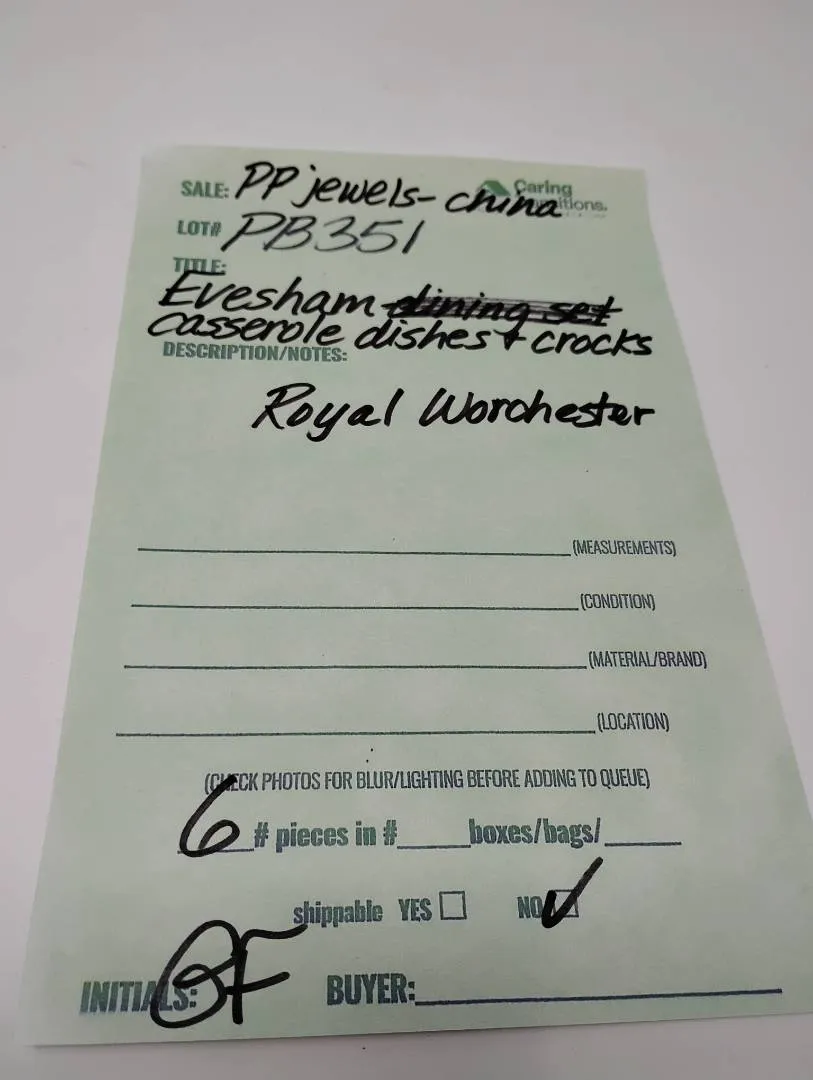 SALE: PP jewels- china Caring Transitions.
LOT# PB351
TITLE:
Evesham dining set
casserole dishes + crocks
DESCRIPTION/NOTES:
Royal Worchester
(MEASUREMENTS)
(CONDITION)
(MATERIAL/BRAND)
(LOCATION)
(CHECK PHOTOS FOR BLUR/LIGHTING BEFORE ADDING TO QUEUE)
6 # pieces in # boxes/bags/
shippable YES NO
INITIALS: BUYER: